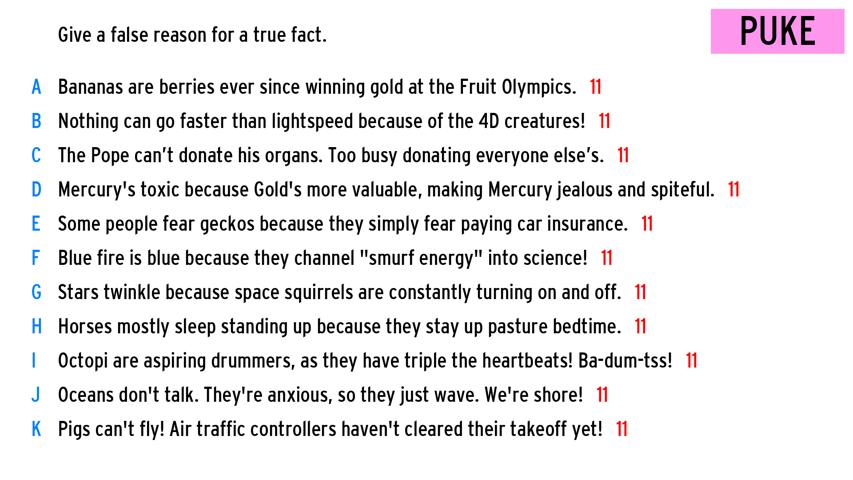 Give a false reason for a true fact.
PUKE
A Bananas are berries ever since winning gold at the Fruit Olympics. 11
B Nothing can go faster than lightspeed because of the 4D creatures! 11
C The Pope can’t donate his organs. Too busy donating everyone else’s. 11
D Mercury's toxic because Gold's more valuable, making Mercury jealous and spiteful. 11
E Some people fear geckos because they simply fear paying car insurance. 11
F Blue fire is blue because they channel "smurf energy" into science! 11
G Stars twinkle because space squirrels are constantly turning on and off. 11
H Horses mostly sleep standing up because they stay up pasture bedtime. 11
I Octopi are aspiring drummers, as they have triple the heartbeats! Ba-dum-tss! 11
J Oceans don't talk. They're anxious, so they just wave. We're shore! 11
K Pigs can't fly! Air traffic controllers haven't cleared their takeoff yet! 11